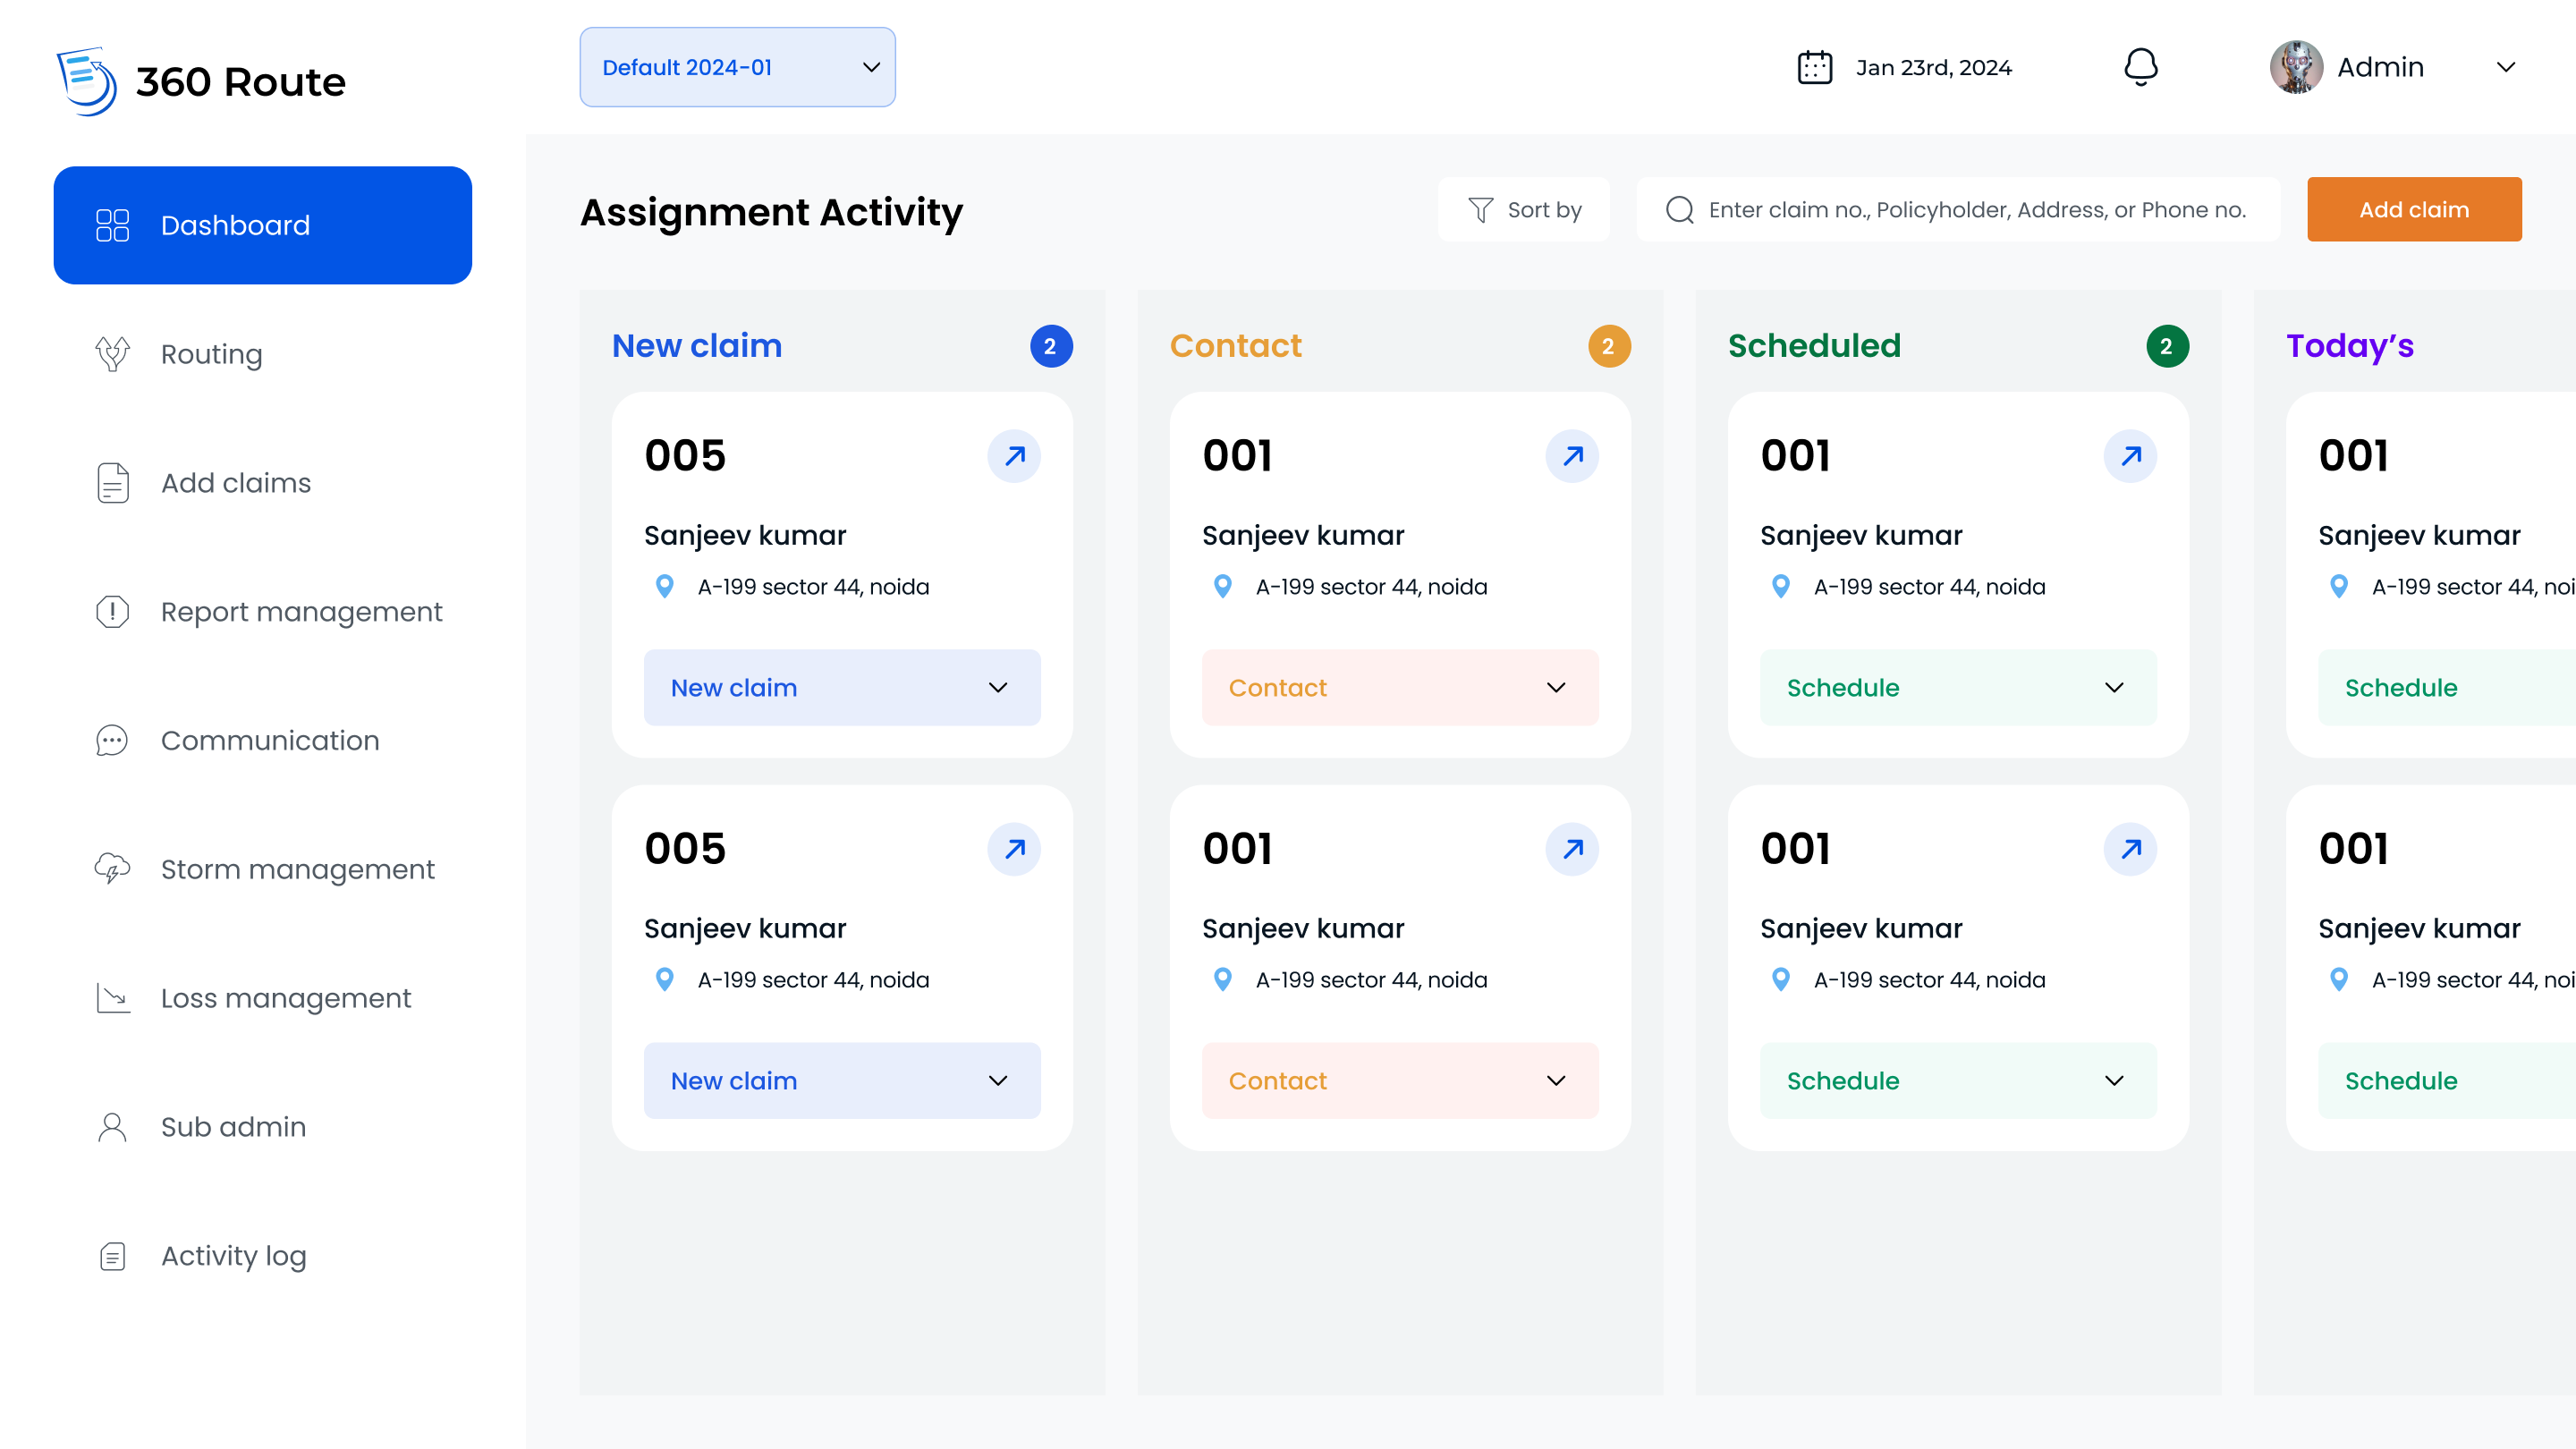 360 Route
Default 2024-01
Jan 23rd, 2024
Admin
Dashboard
Routing
Add claims
Report management
Communication
Storm management
Loss management
Sub admin
Activity log
Assignment Activity
Sort by
Enter claim no., Policyholder, Address, or Phone no.
Add claim
New claim
2
005
Sanjeev kumar
A-199 sector 44, noida
New claim
005
Sanjeev kumar
A-199 sector 44, noida
New claim
Contact
2
001
Sanjeev kumar
A-199 sector 44, noida
Contact
001
Sanjeev kumar
A-199 sector 44, noida
Contact
Scheduled
2
001
Sanjeev kumar
A-199 sector 44, noida
Schedule
001
Sanjeev kumar
A-199 sector 44, noida
Schedule
Today’s
001
Sanjeev kumar
A-199 sector 44, noi
Schedule
001
Sanjeev kumar
A-199 sector 44, noi
Schedule